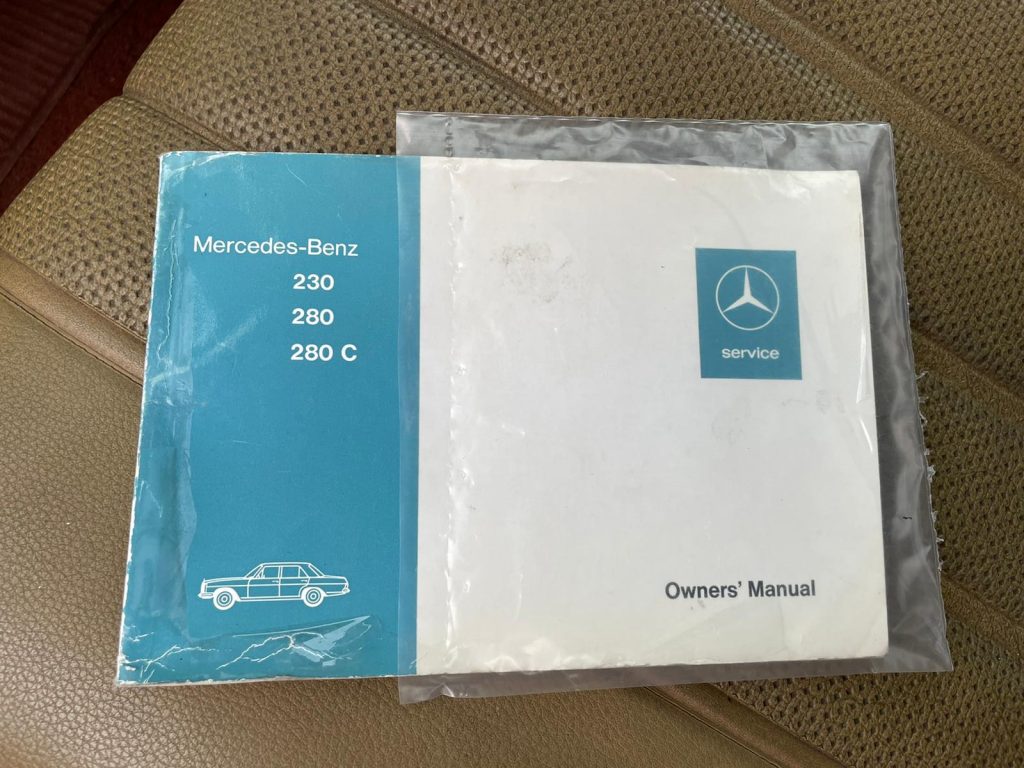 Mercedes-Benz
230
280
280 C
service
Owners' Manual